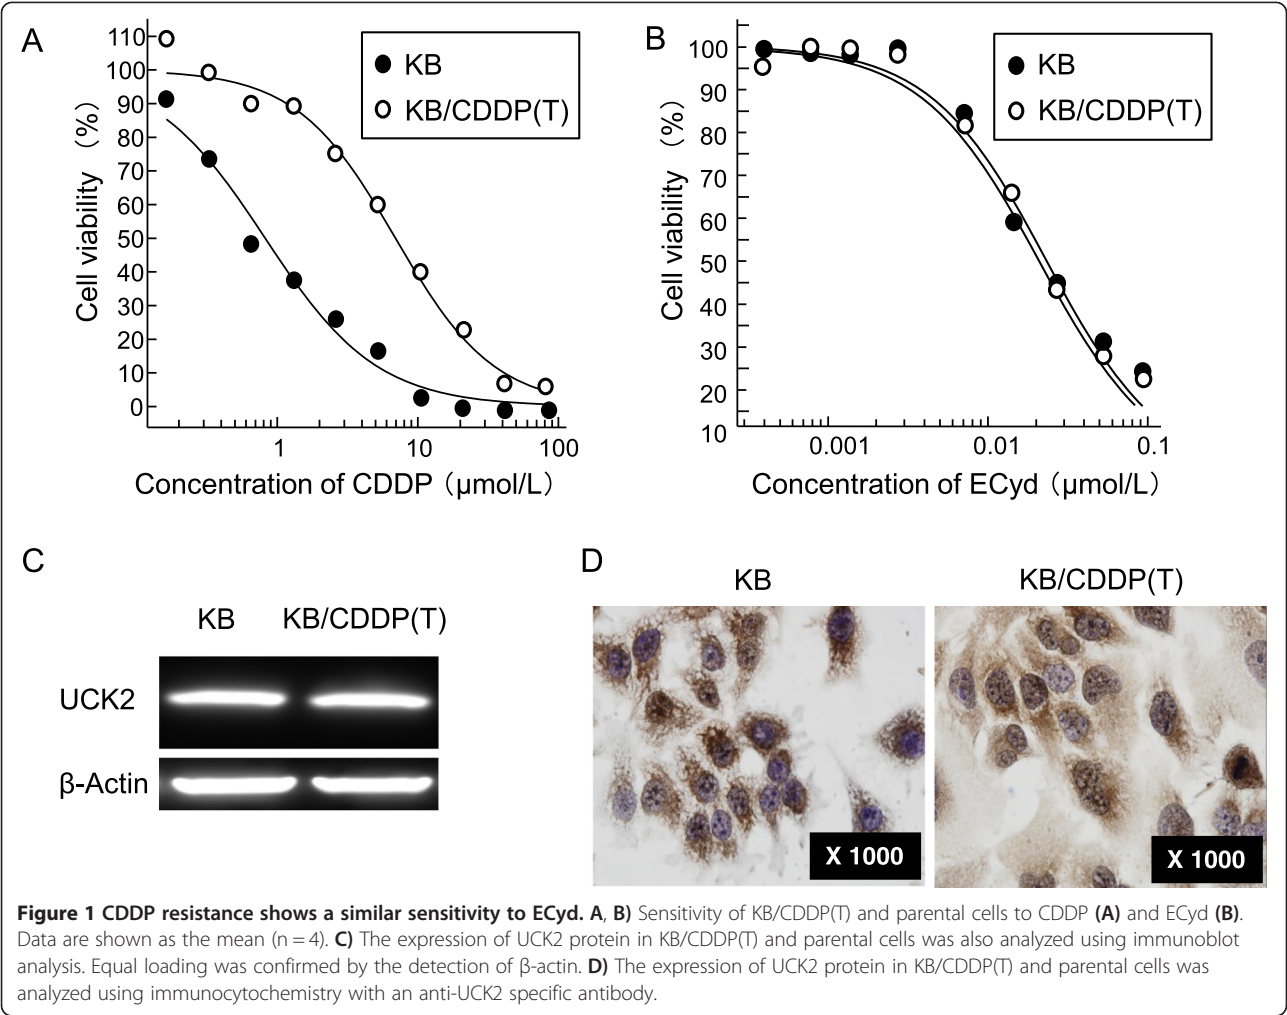 A
110
100
90
80
70
60
50
40
30
20
10
0
Cell viability (%)
KB
KB/CDDP(T)
1
10
100
Concentration of CDDP (μmol/L)
B
100
90
80
70
60
50
40
30
20
10
Cell viability (%)
KB
KB/CDDP(T)
0.001
0.01
0.1
Concentration of ECyd (μmol/L)
C
KB KB/CDDP(T)
UCK2
β-Actin
D
KB KB/CDDP(T)
X 1000 X 1000
Figure 1 CDDP resistance shows a similar sensitivity to ECyd. A, B) Sensitivity of KB/CDDP(T) and parental cells to CDDP (A) and ECyd (B).
Data are shown as the mean (n = 4). C) The expression of UCK2 protein in KB/CDDP(T) and parental cells was also analyzed using immunoblot
analysis. Equal loading was confirmed by the detection of β-actin. D) The expression of UCK2 protein in KB/CDDP(T) and parental cells was
analyzed using immunocytochemistry with an anti-UCK2 specific antibody.